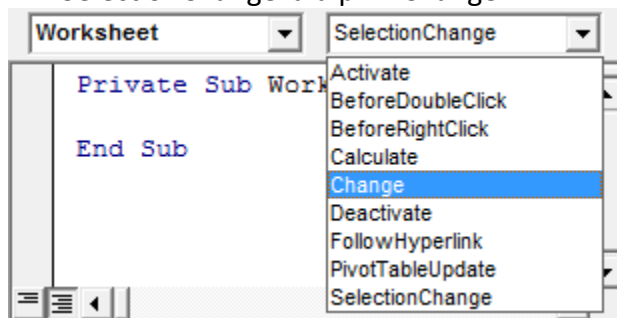 Worksheet SelectionChange
Private Sub Work
End Sub
Activate
BeforeDoubleClick
BeforeRightClick
Calculate
Change
Deactivate
FollowHyperlink
PivotTableUpdate
SelectionChange